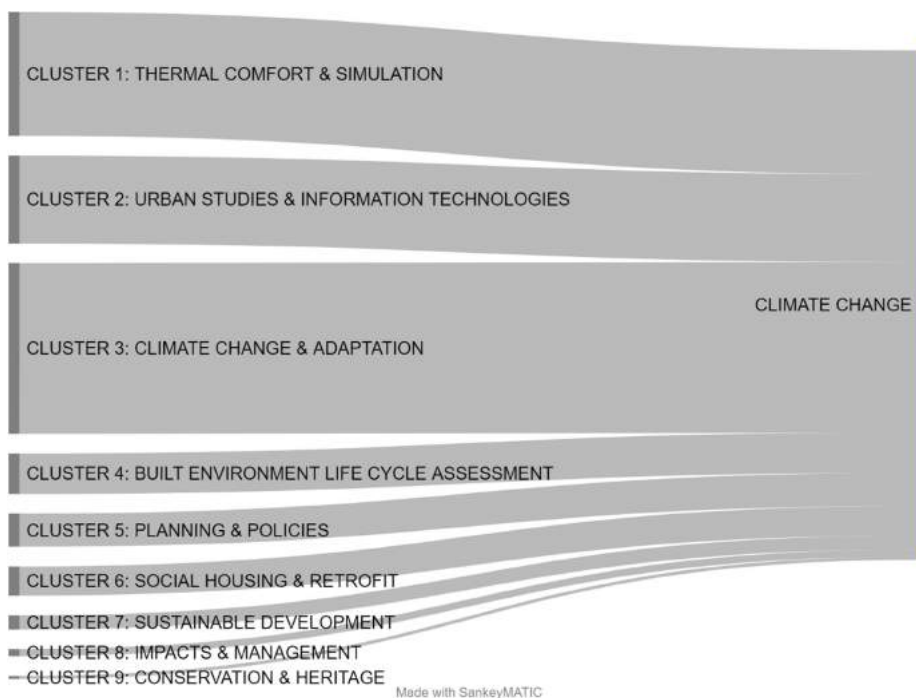 CLUSTER 1: THERMAL COMFORT & SIMULATION
CLUSTER 2: URBAN STUDIES & INFORMATION TECHNOLOGIES
CLIMATE CHANGE
CLUSTER 3: CLIMATE CHANGE & ADAPTATION
CLUSTER 4: BUILT ENVIRONMENT LIFE CYCLE ASSESSMENT
CLUSTER 5: PLANNING & POLICIES
CLUSTER 6: SOCIAL HOUSING & RETROFIT
CLUSTER 7: SUSTAINABLE DEVELOPMENT
CLUSTER 8: IMPACTS & MANAGEMENT
CLUSTER 9: CONSERVATION & HERITAGE
Made with SankeyMATIC